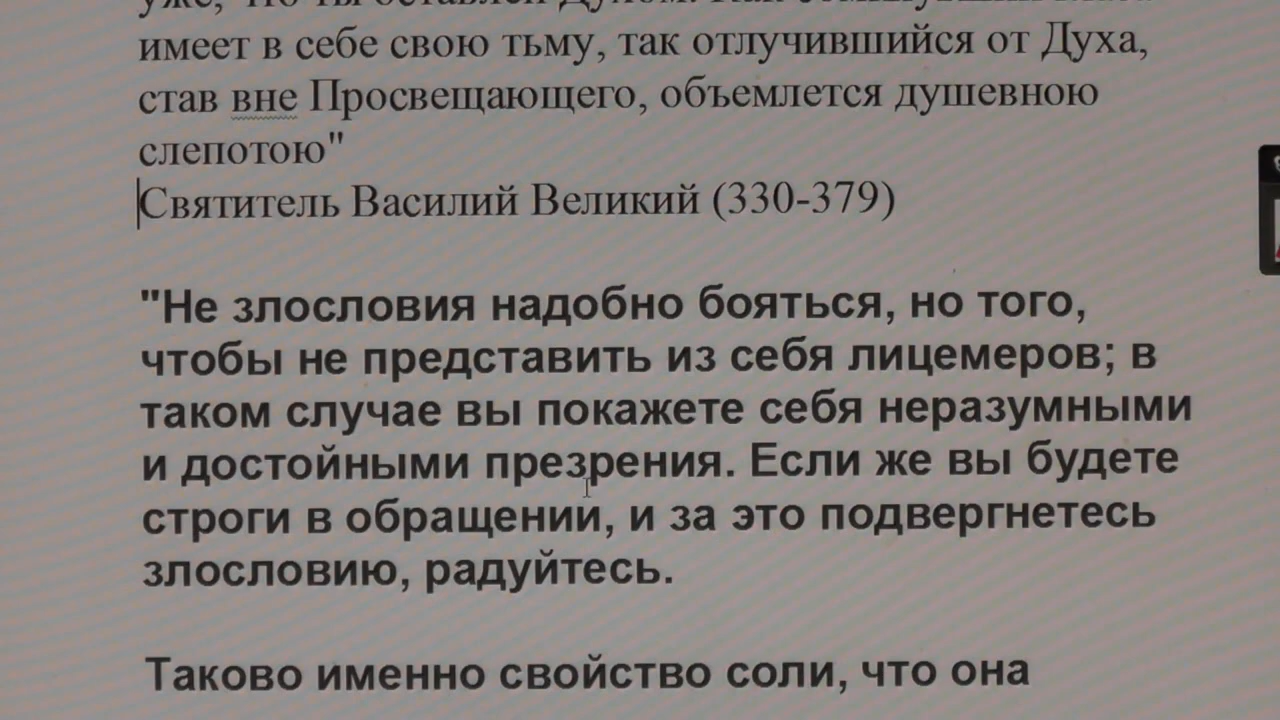 имеет в себе свою тьму, так отлучившийся от Духа,
став вне Просвещающего, объемлется душевною
слепотою"
Святитель Василий Великий (330-379)
"Не злословия надобно бояться, но того,
чтобы не представить из себя лицемеров; в
таком случае вы покажете себя неразумными
и достойными презрения. Если же вы будете
строги в обращении, и за это подвергнетесь
злословию, радуйтесь.
Таково именно свойство соли, что она